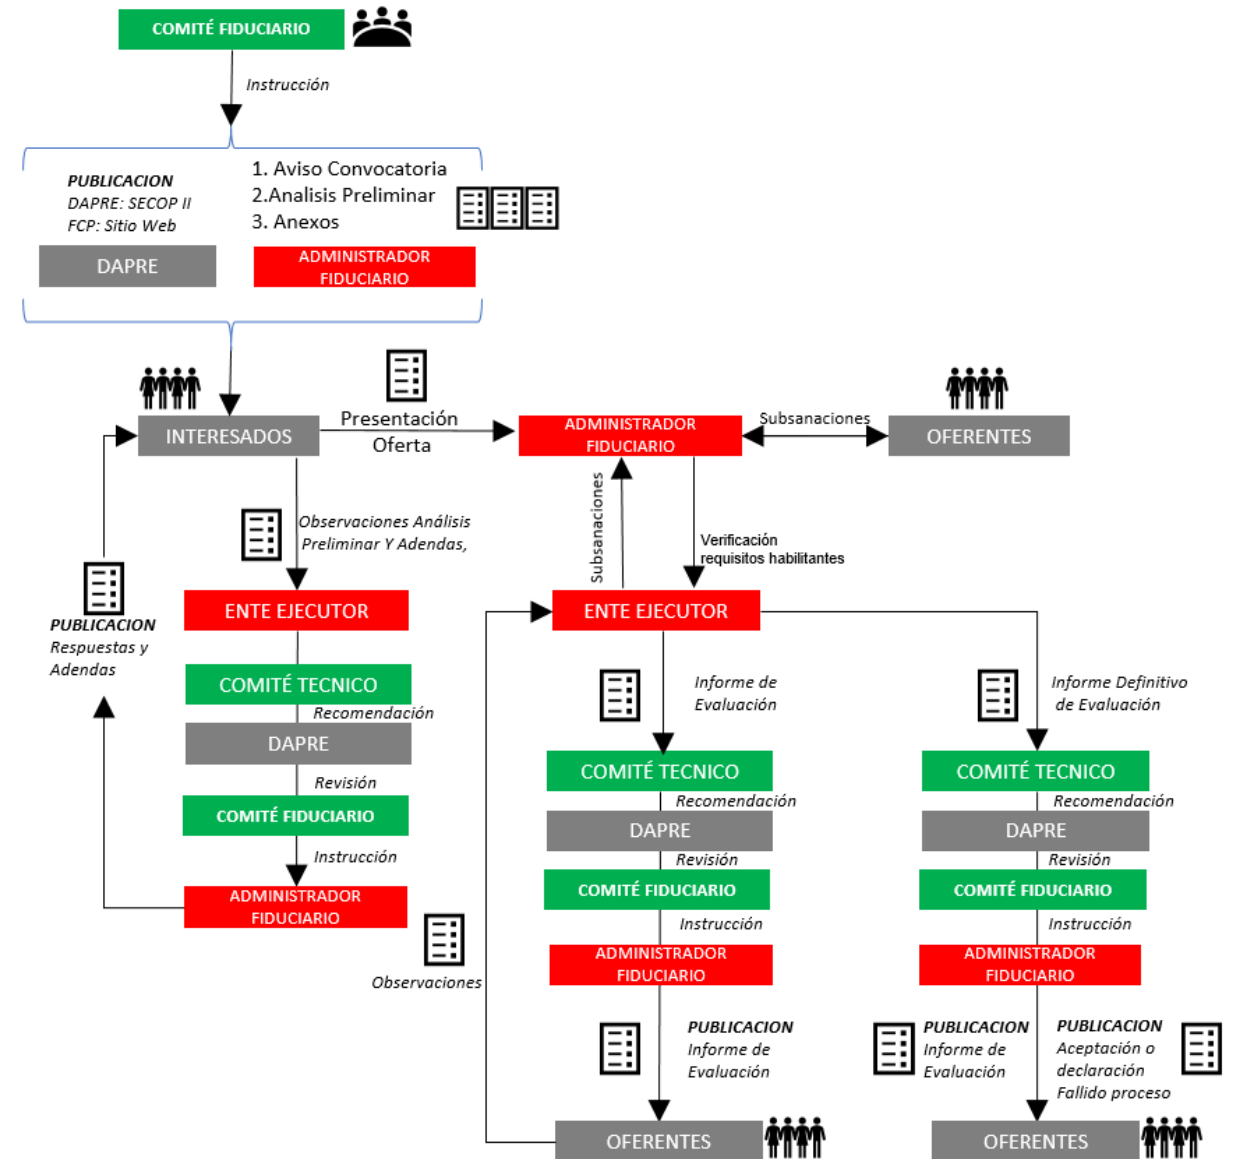 COMITÉ FIDUCIARIO
Instrucción
PUBLICACION
DAPRE: SECOP II
FCP: Sitio Web
1. Aviso Convocatoria
2.Analisis Preliminar
3. Anexos
DAPRE
ADMINISTRADOR
FIDUCIARIO
INTERESADOS
Presentación
Oferta
ADMINISTRADOR
FIDUCIARIO
Subsanaciones
OFERENTES
Observaciones Análisis
Preliminar Y Adendas,
Subsanaciones
Verificación
requisitos habilitantes
PUBLICACION
Respuestas y
Adendas
ENTE EJECUTOR
COMITÉ TECNICO
Recomendación
DAPRE
Revisión
COMITÉ FIDUCIARIO
Instrucción
ADMINISTRADOR
FIDUCIARIO
Observaciones
ENTE EJECUTOR
Informe de
Evaluación
COMITÉ TECNICO
Recomendación
DAPRE
Revisión
COMITÉ FIDUCIARIO
Instrucción
ADMINISTRADOR
FIDUCIARIO
PUBLICACION
Informe de
Evaluación
OFERENTES
Informe Definitivo
de Evaluación
COMITÉ TECNICO
Recomendación
DAPRE
Revisión
COMITÉ FIDUCIARIO
Instrucción
ADMINISTRADOR
FIDUCIARIO
PUBLICACION
Informe de
Evaluación
PUBLICACION
Aceptación o
declaración
Fallido proceso
OFERENTES